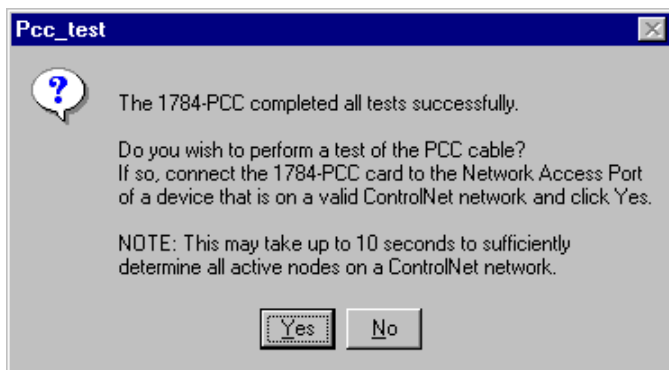 Pcc_test
The 1784-PCC completed all tests successfully.
Do you wish to perform a test of the PCC cable?
If so, connect the 1784-PCC card to the Network Access Port
of a device that is on a valid ControlNet network and click Yes.
NOTE: This may take up to 10 seconds to sufficiently
determine all active nodes on a ControlNet network.
Yes No